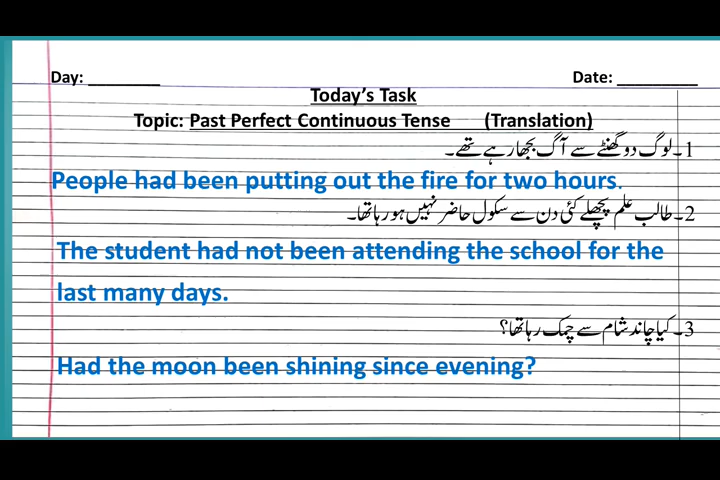 Day: ________ Date: _________
Today's Task
Topic: Past Perfect Continuous Tense (Translation)
1۔لوگ دو گھنٹے سے آگ بجھا رہے تھے۔
People had been putting out the fire for two hours.
2۔طالب علم پچھلے کئی دن سے سکول حاضر نہیں ہو رہا تھا۔
The student had not been attending the school for the
last many days.
3۔کیا چاند شام سے چمک رہا تھا؟
Had the moon been shining since evening?